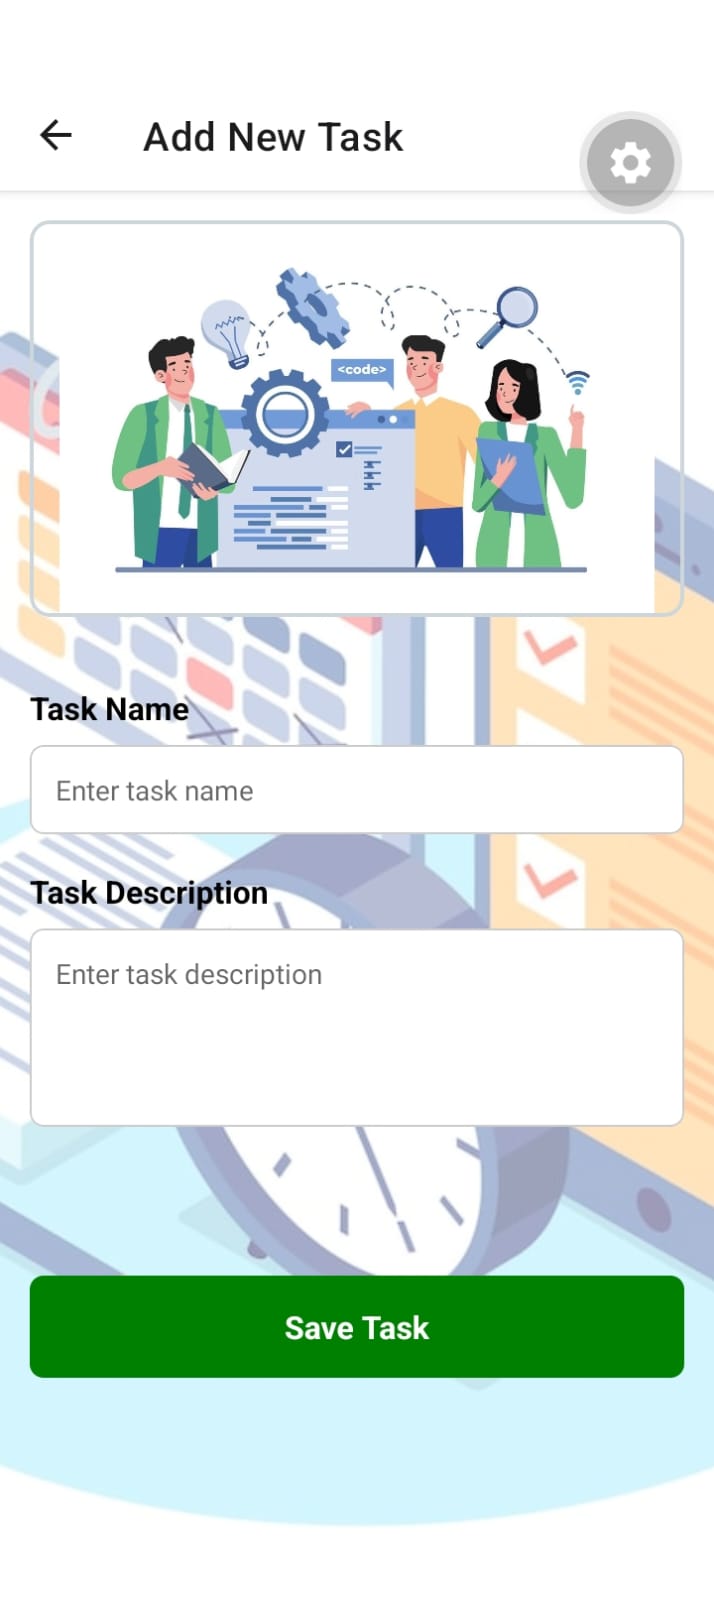 Add New Task
<code>
Task Name
Enter task name
Task Description
Enter task description
Save Task